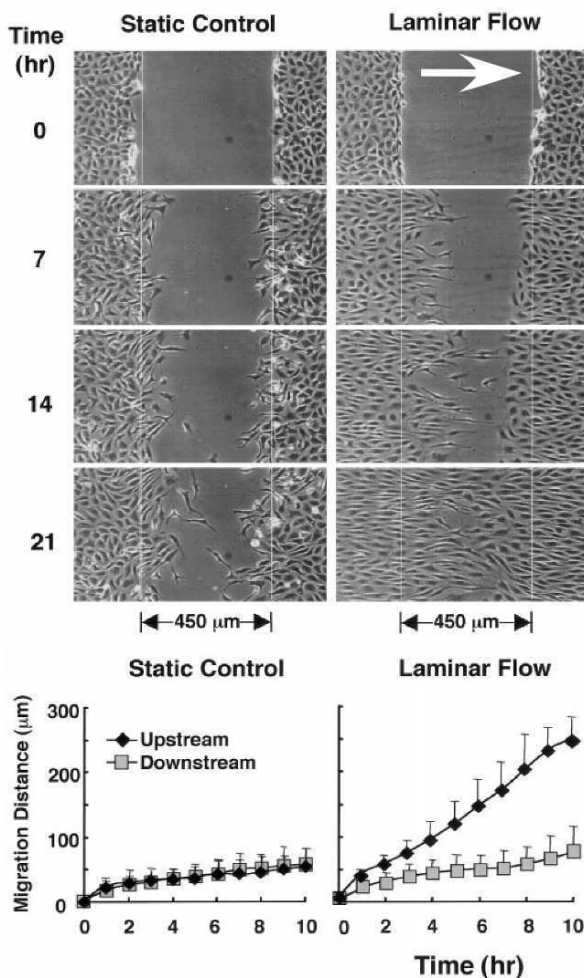 Static Control
Laminar Flow
Time
(hr)
0
7
14
21
450 µm
450 µm
Static Control
Laminar Flow
Migration Distance (µm)
300
200
100
0
Upstream
Downstream
0 2 4 6 8 10
0 2 4 6 8 10
Time (hr)